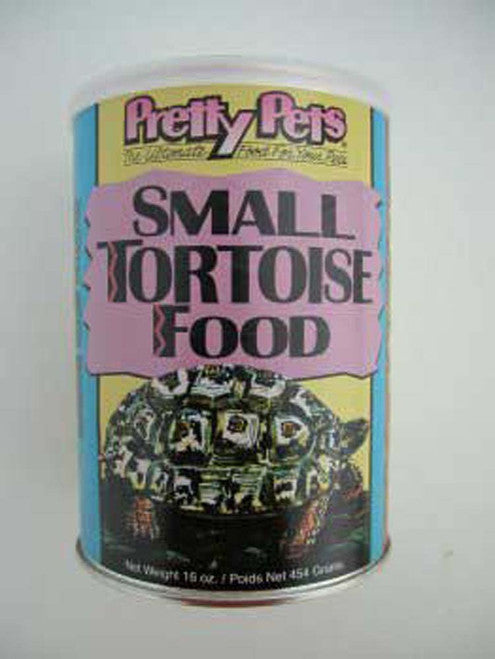 Pretty Pets®
The Ultimate Food For Your Pets
SMALL
TORTOISE
FOOD
Net Weight 16 oz. / Poids Net 454 Grams